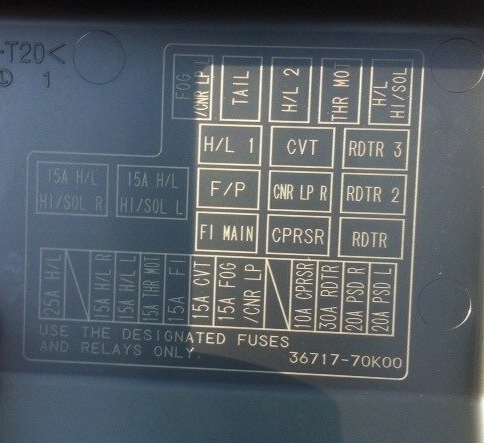 -T20<
1
FOG
/CNR LP L
TAIL
H/L 2
THR MOT
H/L
HI/SOL
H/L 1
CVT
RDTR 3
15A H/L
HI/SOL R
15A H/L
HI/SOL L
F/P
CNR LP R
RDTR 2
FI MAIN
CPRSR
RDTR
25A H/L
15A H/L R
15A H/L L
15A THR MOT
15A FI
15A CVT
15A FOG
/CNR LP
10A CPRSR
30A RDTR
20A PSD R
20A PSD L
USE THE DESIGNATED FUSES
AND RELAYS ONLY.
36717-70K00